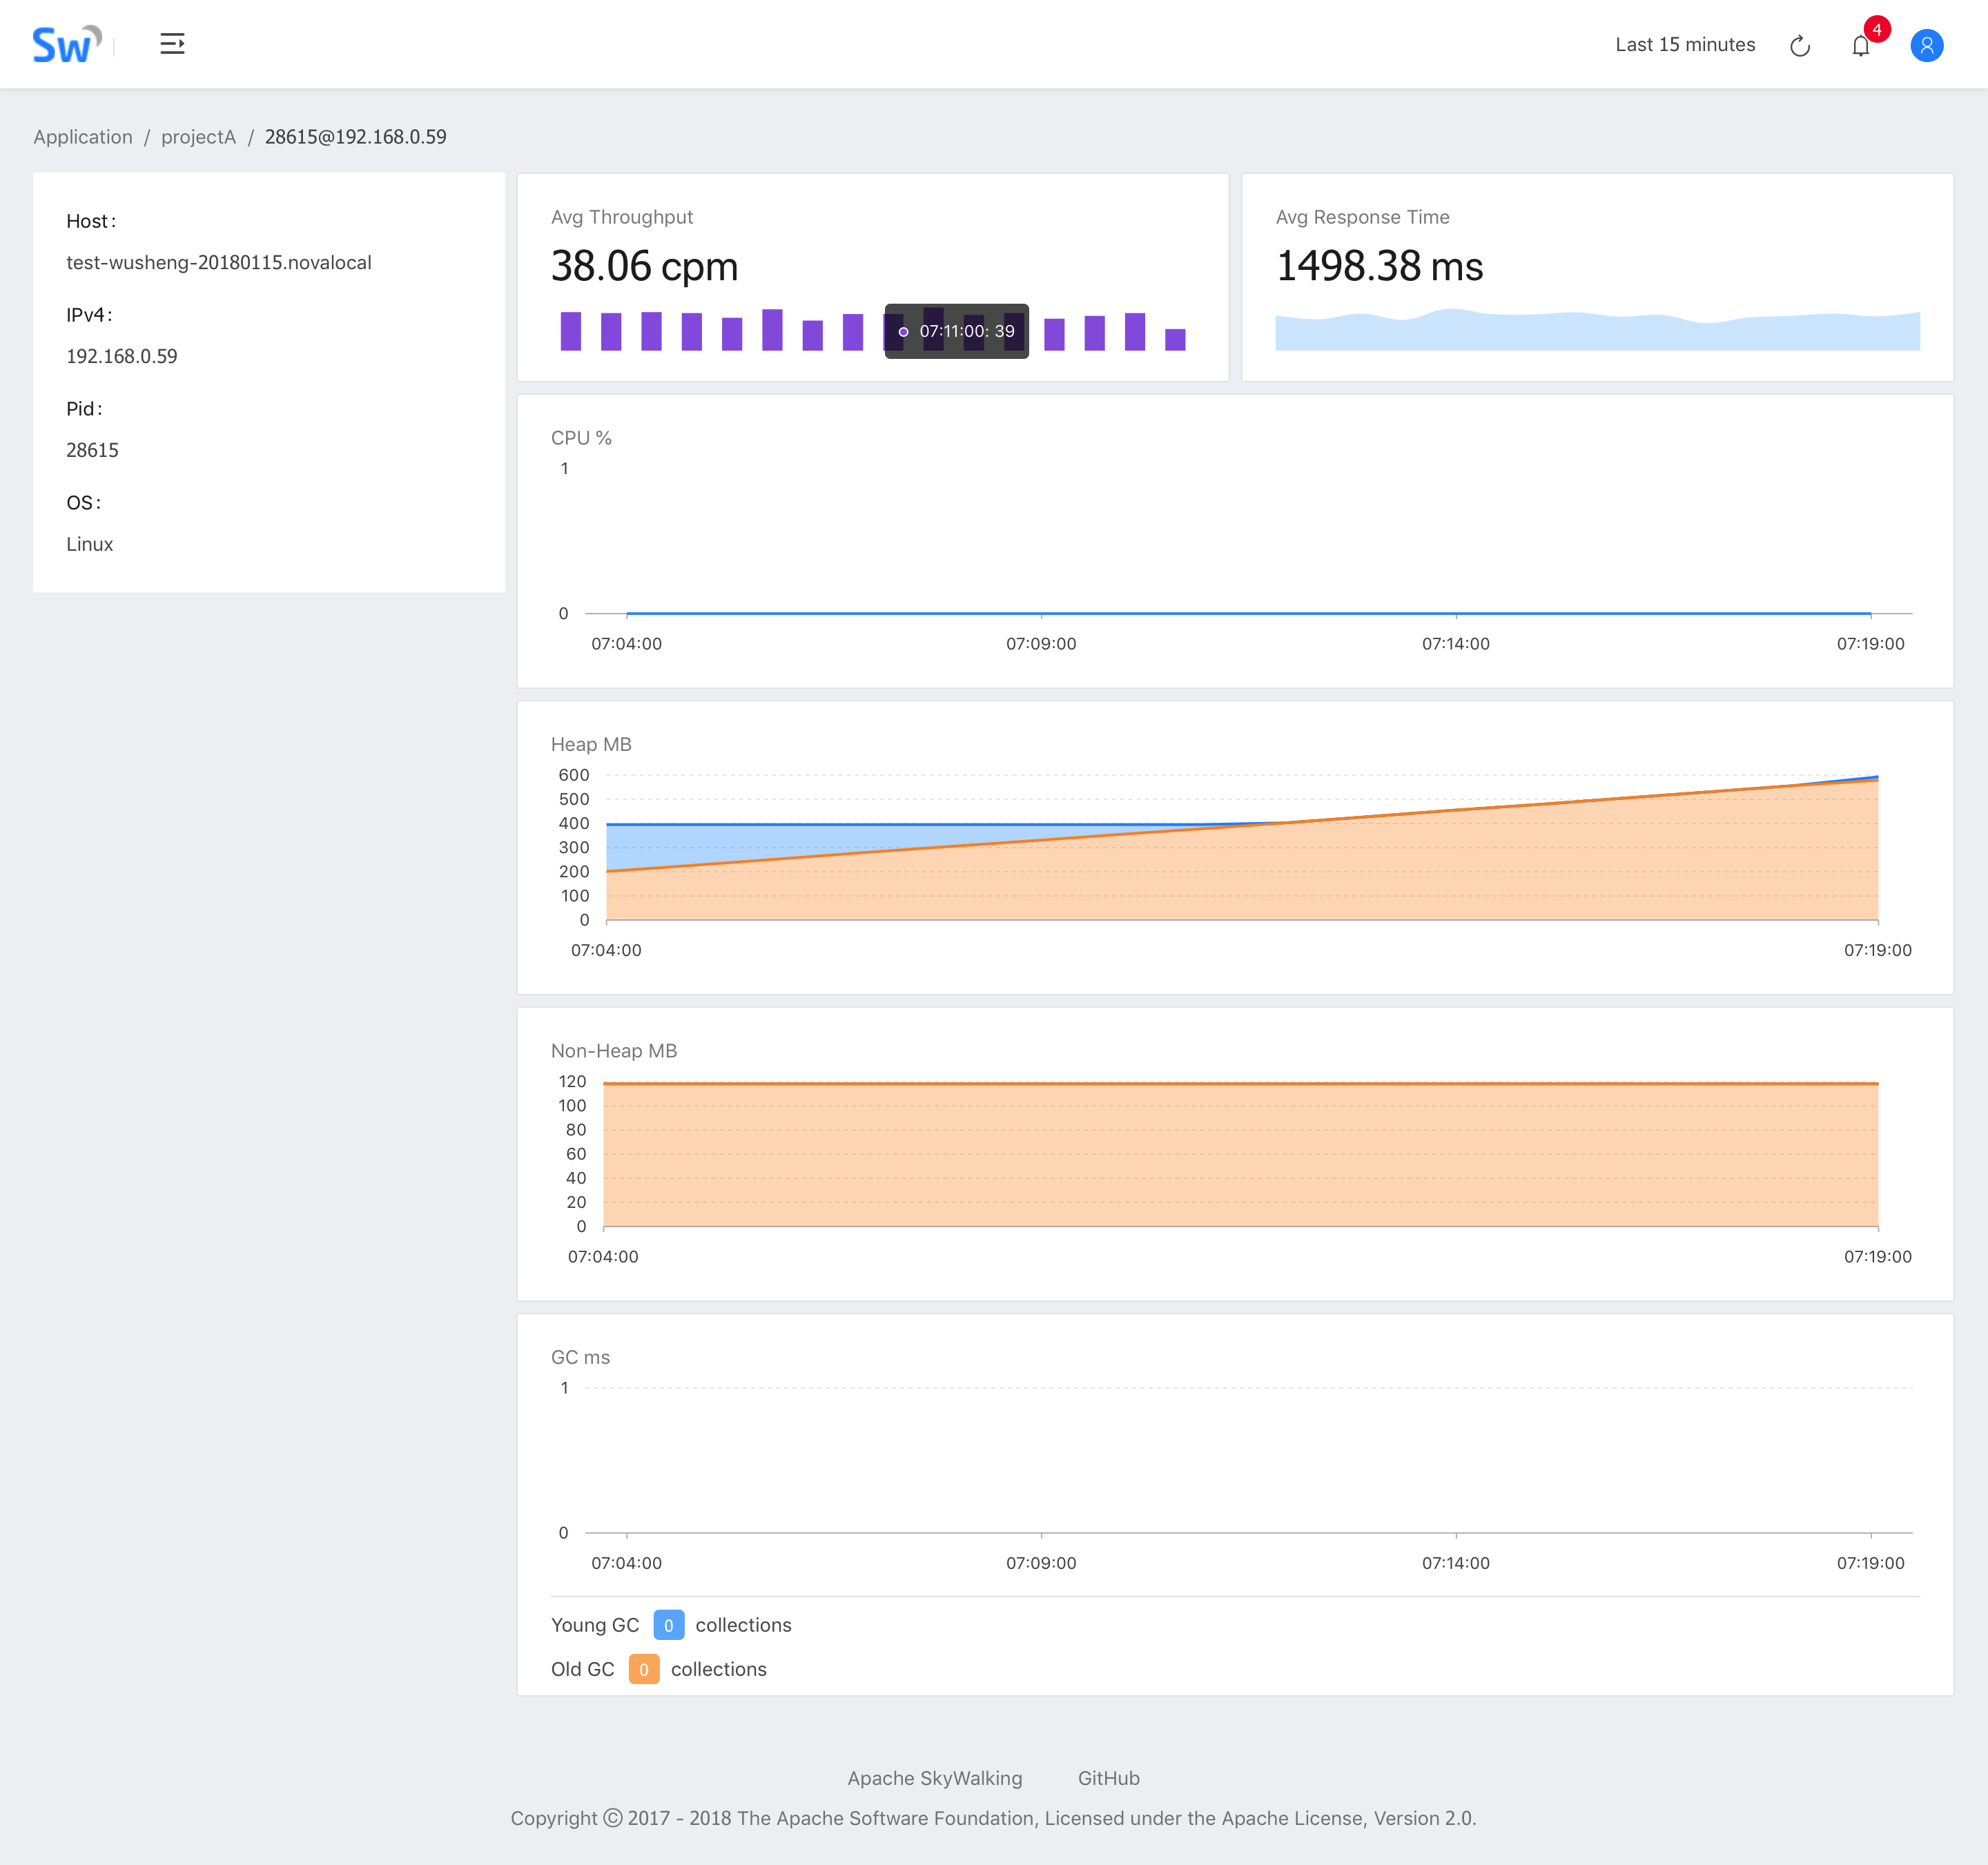 Sw
Last 15 minutes
4
Application / projectA / 28615@192.168.0.59
Host:
test-wusheng-20180115.novalocal
IPv4:
192.168.0.59
Pid:
28615
OS:
Linux
Avg Throughput
38.06 cpm
07:11:00: 39
Avg Response Time
1498.38 ms
CPU %
1
0
07:04:00 07:09:00 07:14:00 07:19:00
Heap MB
600
500
400
300
200
100
0
07:04:00 07:19:00
Non-Heap MB
120
100
80
60
40
20
0
07:04:00 07:19:00
GC ms
1
0
07:04:00 07:09:00 07:14:00 07:19:00
Young GC 0 collections
Old GC 0 collections
Apache SkyWalking GitHub
Copyright © 2017 - 2018 The Apache Software Foundation, Licensed under the Apache License, Version 2.0.